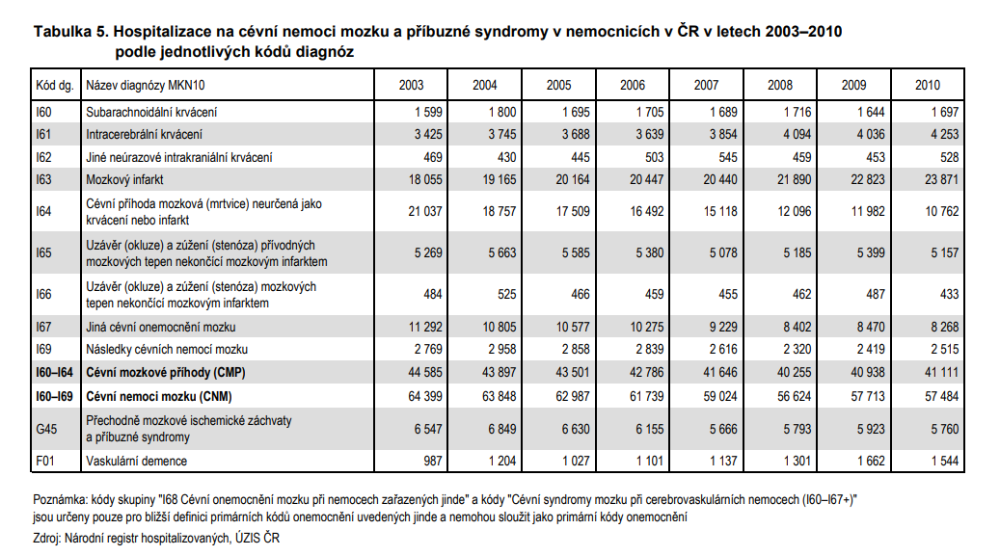 Tabulka 5. Hospitalizace na cévní nemoci mozku a příbuzné syndromy v nemocnicích v ČR v letech 2003–2010
podle jednotlivých kódů diagnóz
Kód dg. Název diagnózy MKN10 2003 2004 2005 2006 2007 2008 2009 2010
I60 Subarachnoidální krvácení 1 599 1 800 1 695 1 705 1 689 1 716 1 644 1 697
I61 Intracerebrální krvácení 3 425 3 745 3 688 3 639 3 854 4 094 4 036 4 253
I62 Jiné neúrazové intrakraniální krvácení 469 430 445 503 545 459 453 528
I63 Mozkový infarkt 18 055 19 165 20 164 20 447 20 440 21 890 22 823 23 871
I64 Cévní příhoda mozková (mrtvice) neurčená jako
krvácení nebo infarkt 21 037 18 757 17 509 16 492 15 118 12 096 11 982 10 762
I65 Uzávěr (okluze) a zúžení (stenóza) přívodných
mozkových tepen nekončící mozkovým infarktem 5 269 5 663 5 585 5 380 5 078 5 185 5 399 5 157
I66 Uzávěr (okluze) a zúžení (stenóza) mozkových
tepen nekončící mozkovým infarktem 484 525 466 459 455 462 487 433
I67 Jiná cévní onemocnění mozku 11 292 10 805 10 577 10 275 9 229 8 402 8 470 8 268
I69 Následky cévních nemocí mozku 2 769 2 958 2 858 2 839 2 616 2 320 2 419 2 515
I60–I64 Cévní mozkové příhody (CMP) 44 585 43 897 43 501 42 786 41 646 40 255 40 938 41 111
I60–I69 Cévní nemoci mozku (CNM) 64 399 63 848 62 987 61 739 59 024 56 624 57 713 57 484
G45 Přechodně mozkové ischemické záchvaty
a příbuzné syndromy 6 547 6 849 6 630 6 155 5 666 5 793 5 923 5 760
F01 Vaskulární demence 987 1 204 1 027 1 101 1 137 1 301 1 662 1 544
Poznámka: kódy skupiny "I68 Cévní onemocnění mozku při nemocech zařazených jinde" a kódy "Cévní syndromy mozku při cerebrovaskulárních nemocech (I60–I67+)"
jsou určeny pouze pro bližší definici primárních kódů onemocnění uvedených jinde a nemohou sloužit jako primární kódy onemocnění
Zdroj: Národní registr hospitalizovaných, ÚZIS ČR